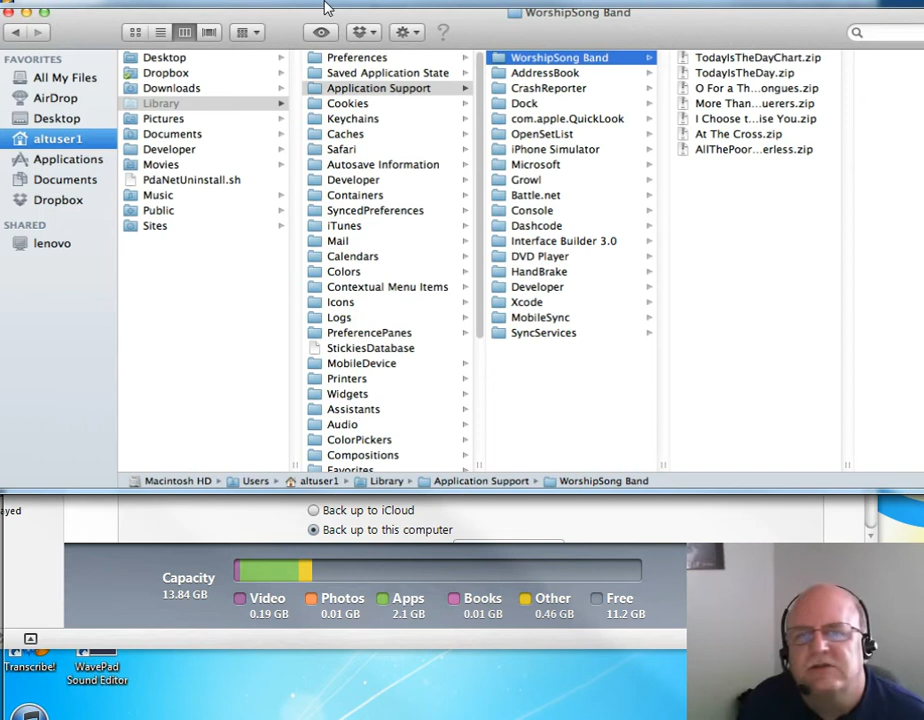 WorshipSong Band
FAVORITES
All My Files
AirDrop
Desktop
altuser1
Applications
Documents
Dropbox
SHARED
lenovo
Desktop
Dropbox
Downloads
Library
Pictures
Documents
Developer
Movies
PdaNetUninstall.sh
Music
Public
Sites
Preferences
Saved Application State
Application Support
Cookies
Keychains
Caches
Safari
Autosave Information
Developer
Containers
SyncedPreferences
iTunes
Mail
Calendars
Colors
Contextual Menu Items
Icons
Logs
PreferencePanes
StickiesDatabase
MobileDevice
Printers
Widgets
Assistants
Audio
ColorPickers
Compositions
Favorites
WorshipSong Band
AddressBook
CrashReporter
Dock
com.apple.QuickLook
OpenSetList
iPhone Simulator
Microsoft
Growl
Battle.net
Console
Dashcode
Interface Builder 3.0
DVD Player
HandBrake
Developer
Xcode
MobileSync
SyncServices
TodayIsTheDayChart.zip
TodayIsTheDay.zip
O For a Th...ongues.zip
More Than...uerers.zip
I Choose t...ise You.zip
At The Cross.zip
AllThePoor...erless.zip
Macintosh HD Users altuser1 Library Application Support WorshipSong Band
ayed
Back up to iCloud
Back up to this computer
Capacity
13.84 GB
Video
0.19 GB
Photos
0.01 GB
Apps
2.1 GB
Books
0.01 GB
Other
0.46 GB
Free
11.2 GB
Transcribe!
WavePad
Sound Editor